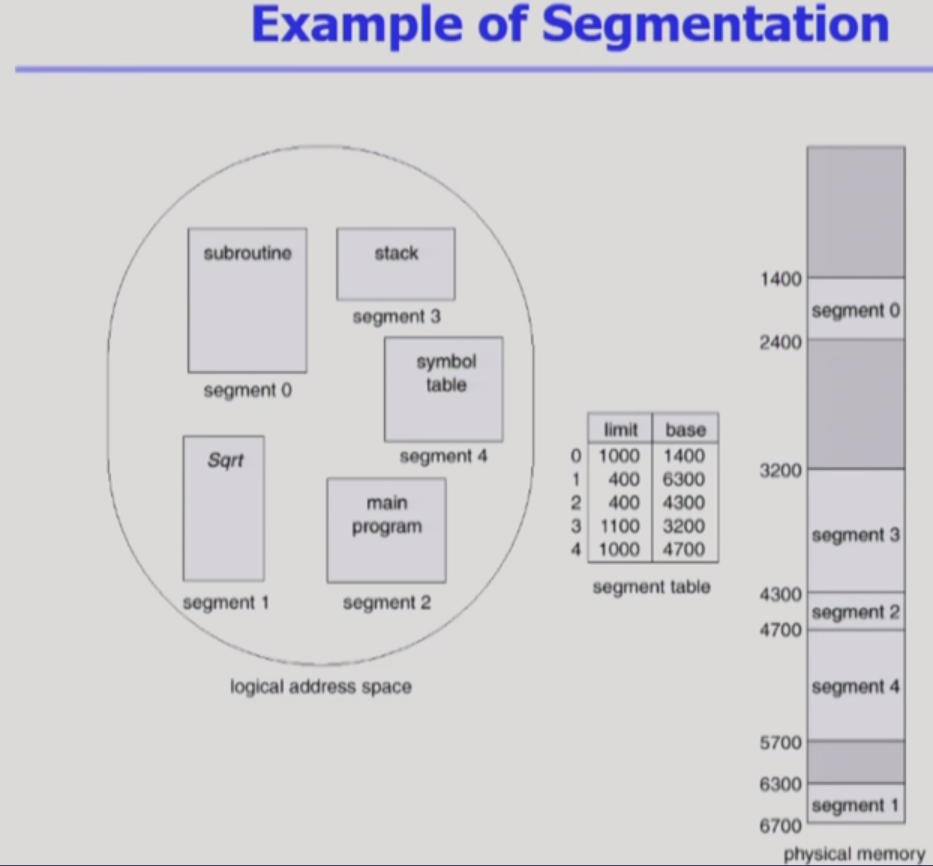 Example of Segmentation
subroutine
segment 0
stack
segment 3
symbol
table
segment 4
Sqrt
segment 1
main
program
segment 2
logical address space
limit base
0 1000 1400
1 400 6300
2 400 4300
3 1100 3200
4 1000 4700
segment table
1400
segment 0
2400
3200
segment 3
4300
segment 2
4700
segment 4
5700
6300
segment 1
6700
physical memory